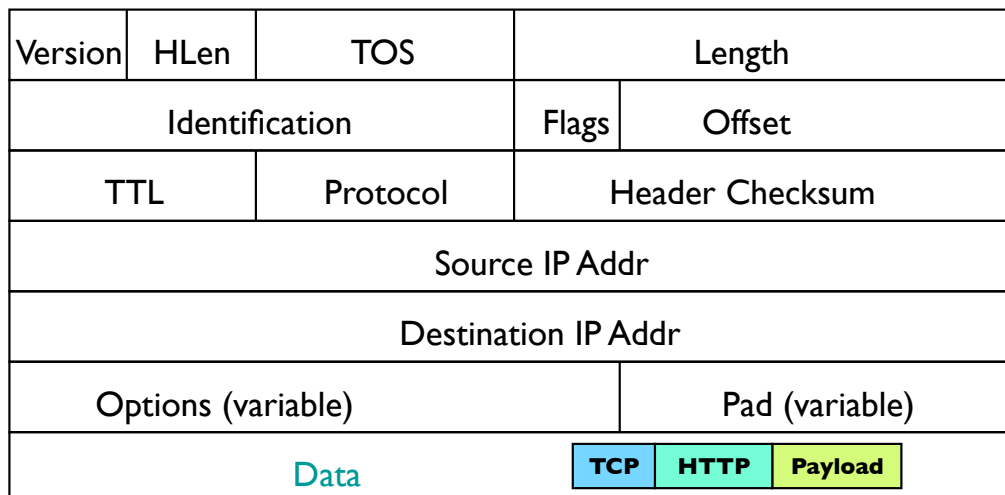 Version HLen TOS Length
Identification Flags Offset
TTL Protocol Header Checksum
Source IP Addr
Destination IP Addr
Options (variable) Pad (variable)
Data TCP HTTP Payload